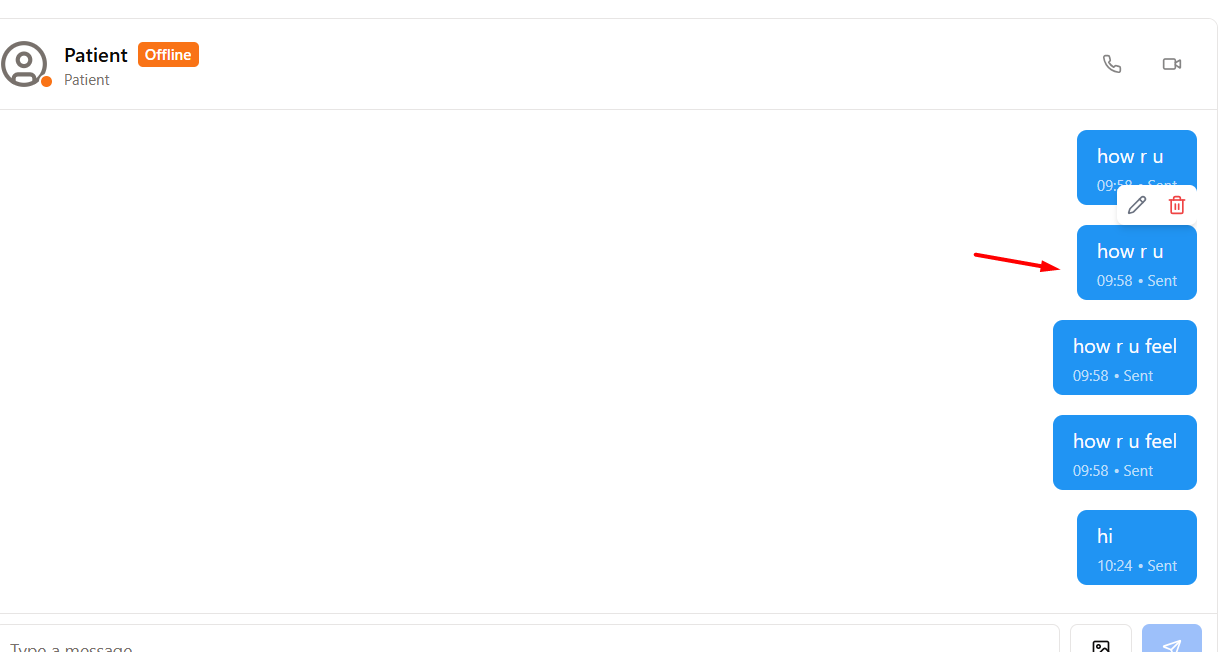 Patient Offline
Patient
how r u
09:58 • Sent
how r u
09:58 • Sent
how r u feel
09:58 • Sent
how r u feel
09:58 • Sent
hi
10:24 • Sent
Type a message